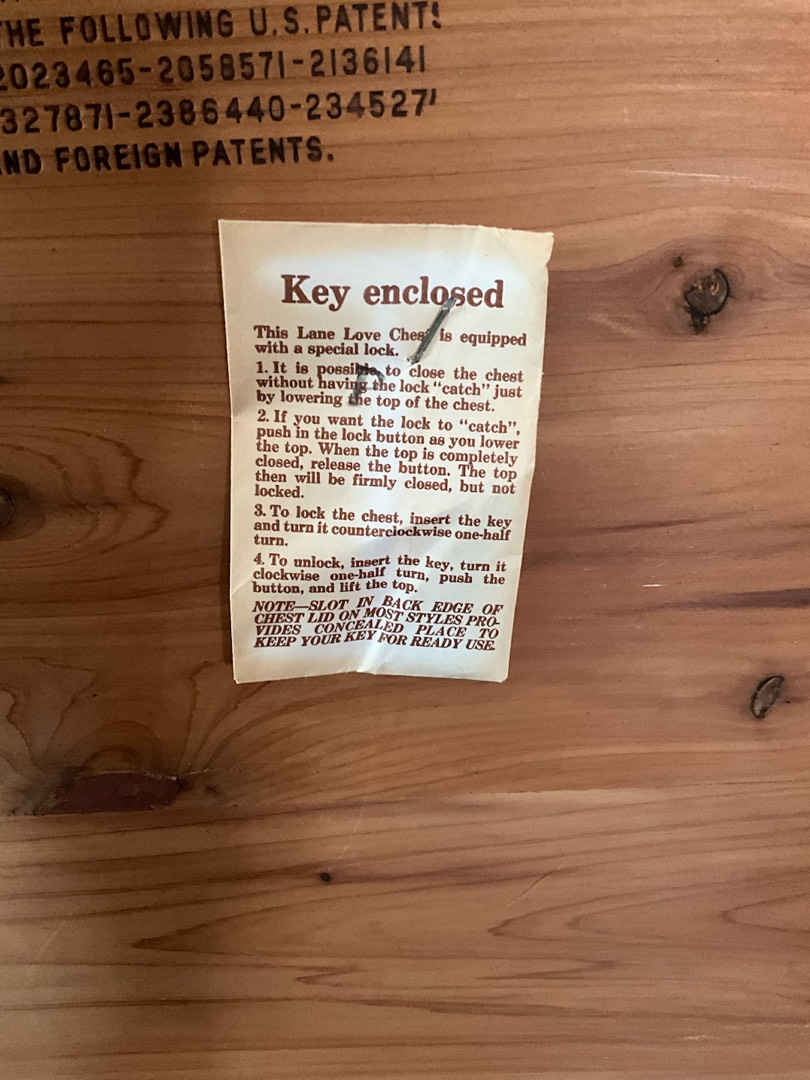 THE FOLLOWING U.S. PATENTS
2023465-2058571-2136141
327871-2386440-234527
AND FOREIGN PATENTS.
Key enclosed
This Lane Love Chest is equipped
with a special lock.
1. It is possible to close the chest
without having the lock "catch" just
by lowering the top of the chest.
2. If you want the lock to "catch",
push in the lock button as you lower
the top. When the top is completely
closed, release the button. The top
then will be firmly closed, but not
locked.
3. To lock the chest, insert the key
and turn it counterclockwise one-half
turn.
4. To unlock, insert the key, turn it
clockwise one-half turn, push the
button, and lift the top.
NOTE—SLOT IN BACK EDGE OF
CHEST LID ON MOST STYLES PRO-
VIDES CONCEALED PLACE TO
KEEP YOUR KEY FOR READY USE.